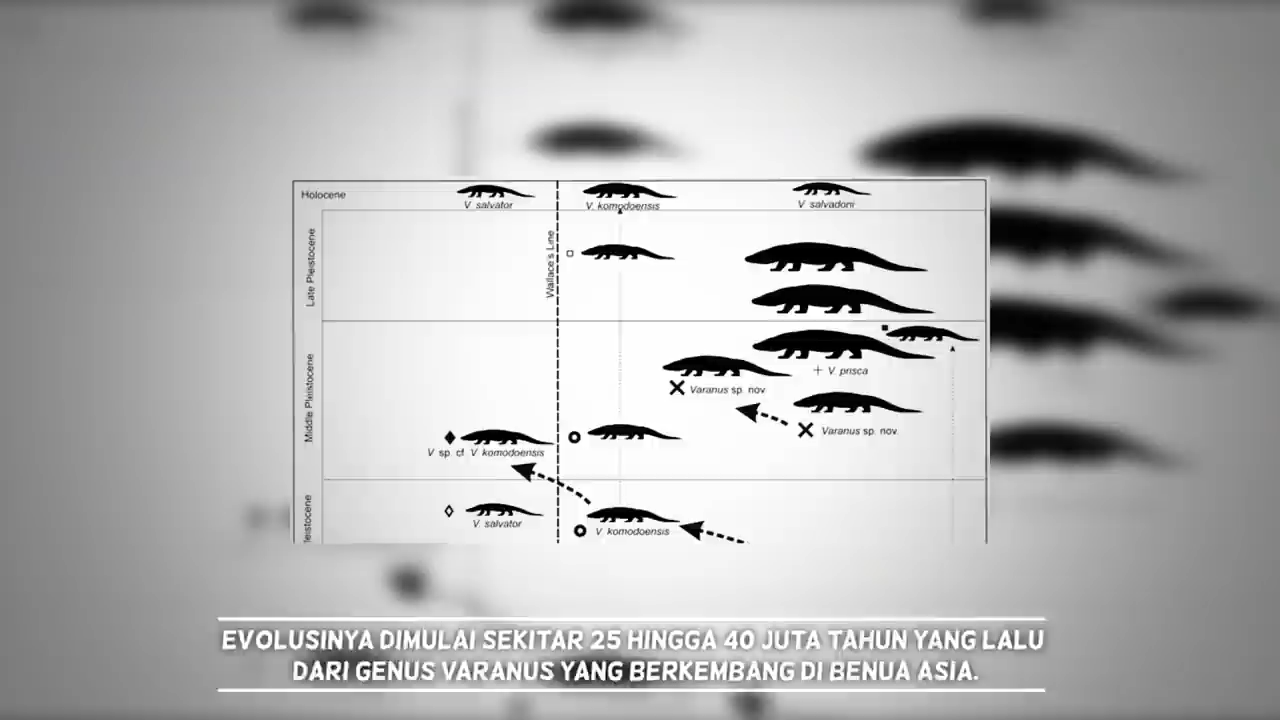 Holocene
V. salvator
V. komodoensis
V. salvadorii
Wallace's Line
Late Pleistocene
+ V. prisca
Varanus sp. nov.
Middle Pleistocene
Varanus sp. nov.
V sp. cf V. komodoensis
V. salvator
V. komodoensis
EVOLUSINYA DIMULAI SEKITAR 25 HINGGA 40 JUTA TAHUN YANG LALU
DARI GENUS VARANUS YANG BERKEMBANG DI BENUA ASIA.